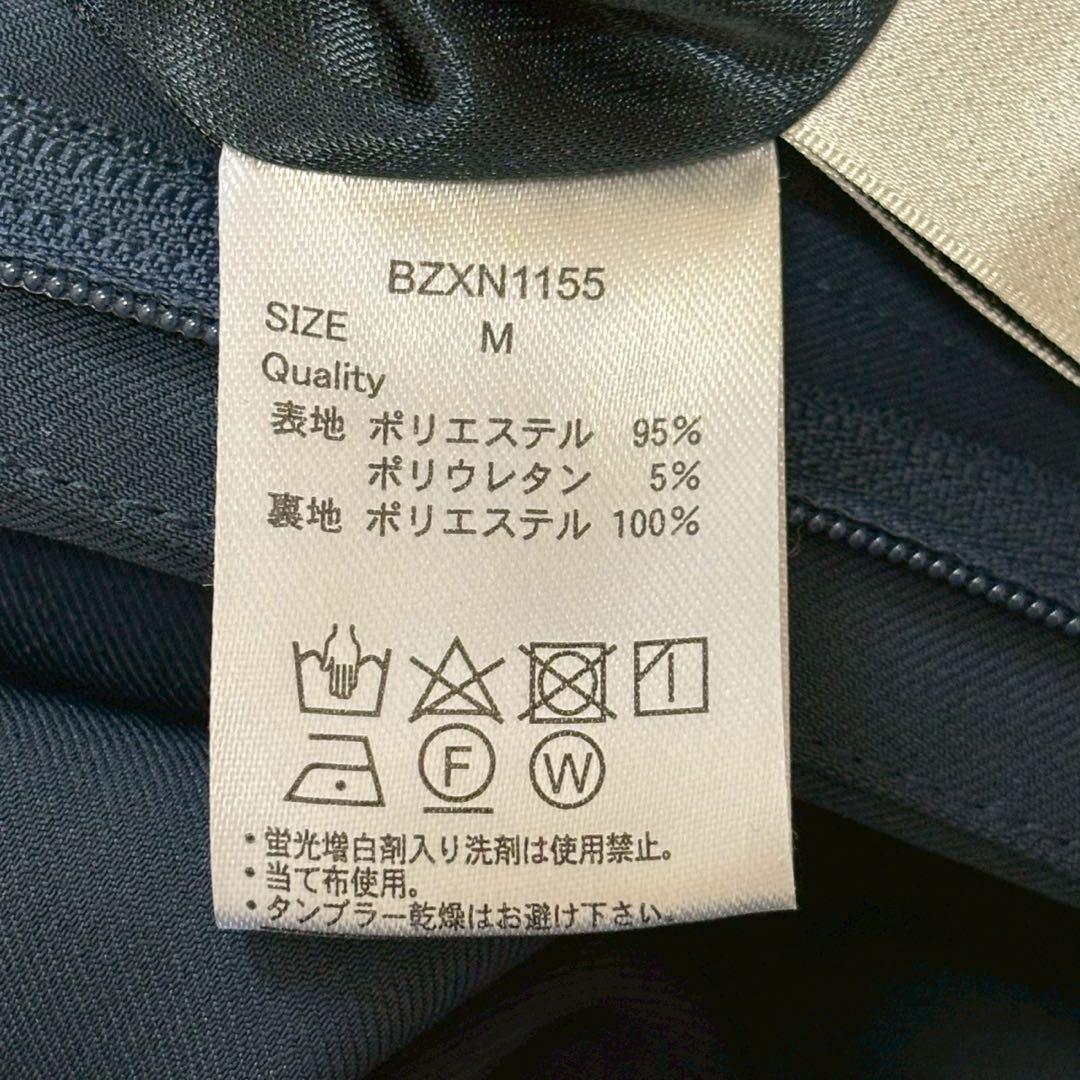 BZXN1155
SIZE M
Quality
表地 ポリエステル 95%
ポリウレタン 5%
裏地 ポリエステル 100%
F W
・蛍光増白剤入り洗剤は使用禁止。
・当て布使用。
・タンブラー乾燥はお避け下さい。